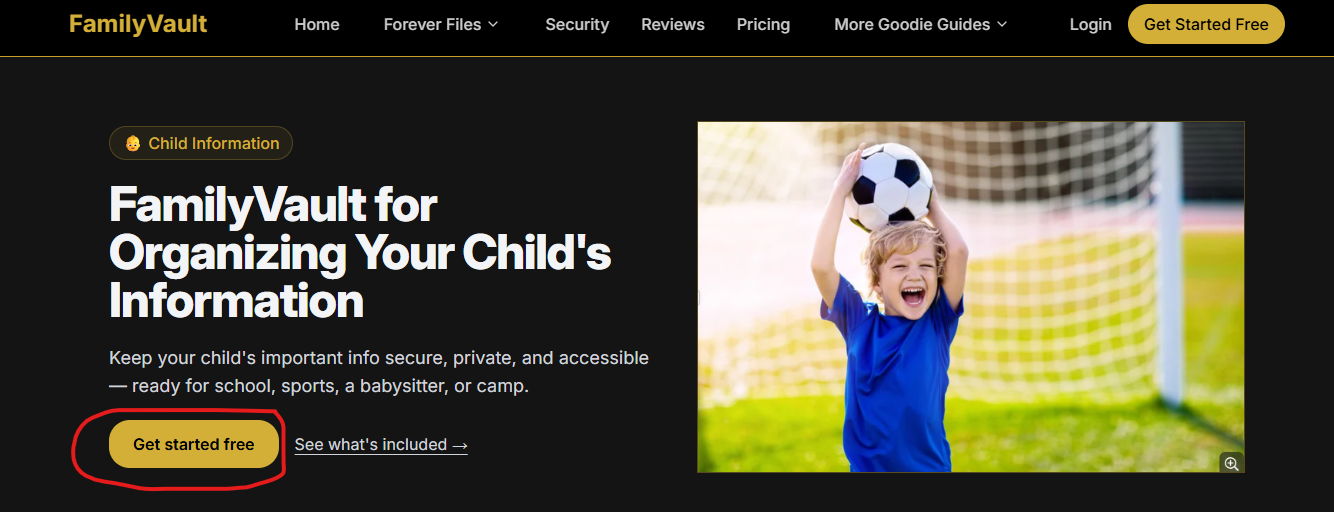 FamilyVault
Home
Forever Files
Security
Reviews
Pricing
More Goodie Guides
Login
Get Started Free
Child Information
FamilyVault for
Organizing Your Child's
Information
Keep your child's important info secure, private, and accessible
— ready for school, sports, a babysitter, or camp.
Get started free
See what's included →